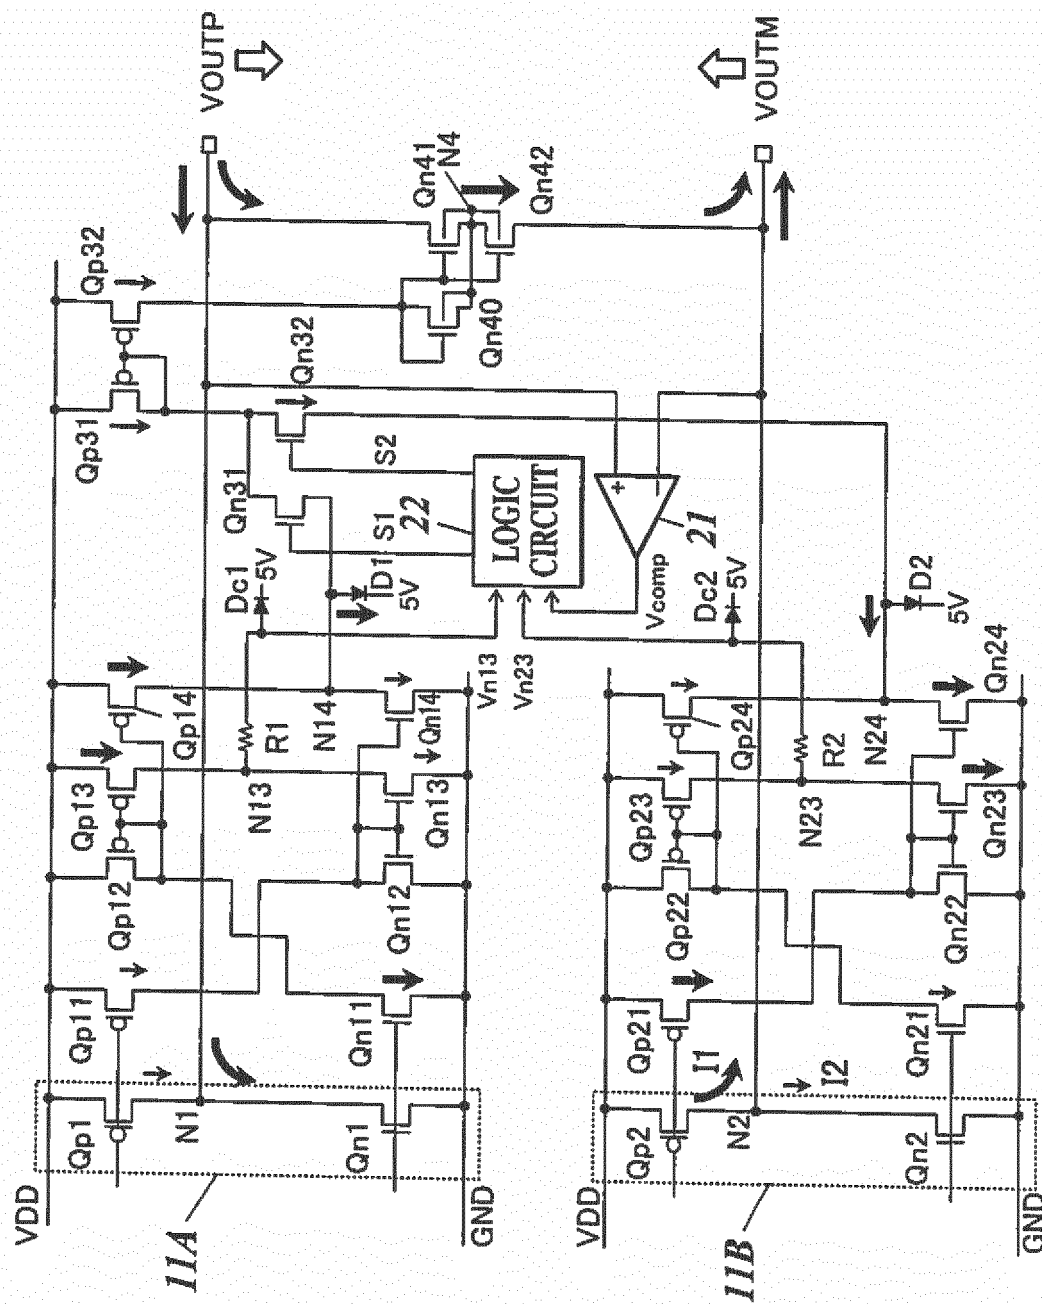 VOUTP
VOUTM
Qp32
Qp31
Qn41
N4
Qn42
Qn40
Qn32
Qn31
S1
S2
22
LOGIC
CIRCUIT
21
Vcomp
Dc1
5V
D1
5V
Dc2
5V
D2
5V
Vn13
Vn23
Qp14
Qp13
Qp12
Qp11
Qp1
R1
N14
N13
Qn14
Qn13
Qn12
Qn11
Qn1
N1
VDD
GND
11A
Qp24
Qp23
Qp22
Qp21
Qp2
R2
N24
N23
Qn24
Qn23
Qn22
Qn21
Qn2
N2
I1
I2
VDD
GND
11B